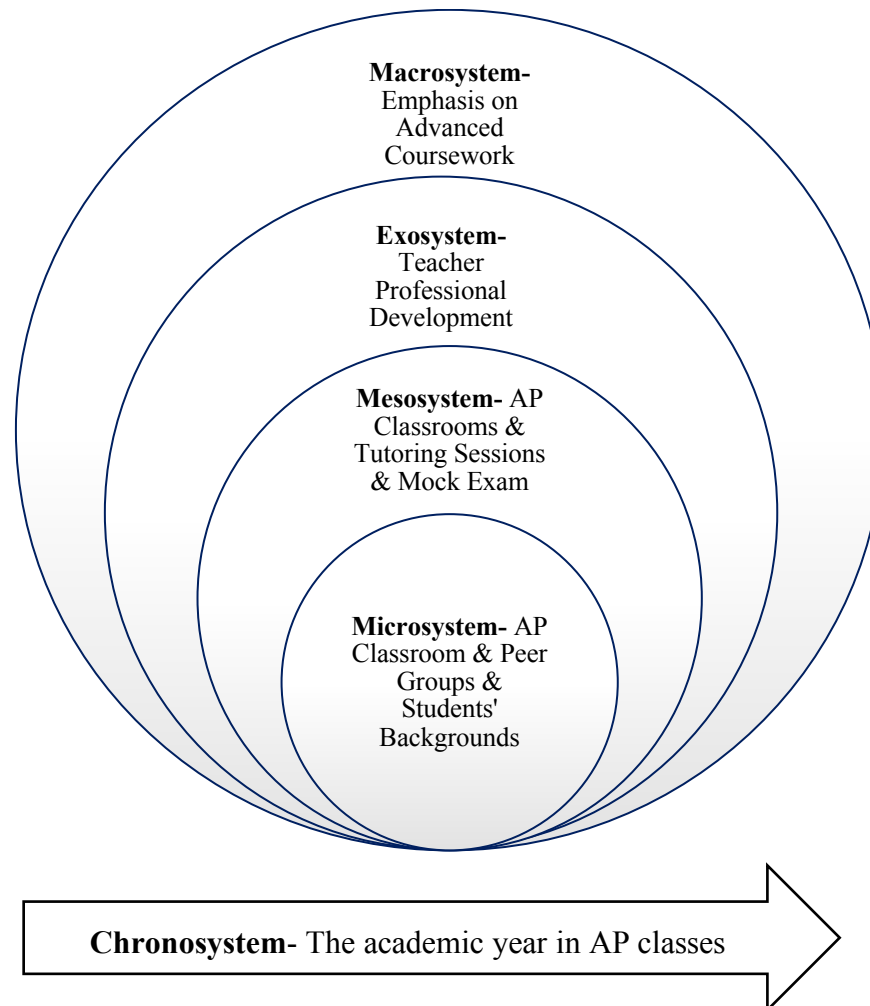 Macrosystem-
Emphasis on
Advanced
Coursework
Exosystem-
Teacher
Professional
Development
Mesosystem- AP
Classrooms &
Tutoring Sessions
& Mock Exam
Microsystem- AP
Classroom & Peer
Groups &
Students'
Backgrounds
Chronosystem- The academic year in AP classes